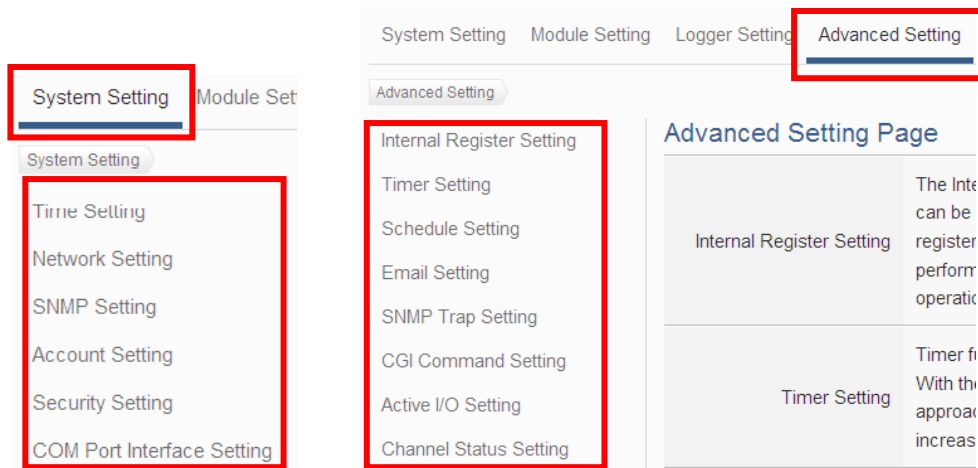 System Setting Module Set
System Setting
Time Setting
Network Setting
SNMP Setting
Account Setting
Security Setting
COM Port Interface Setting
System Setting Module Setting Logger Setting Advanced Setting
Advanced Setting
Internal Register Setting
Timer Setting
Schedule Setting
Email Setting
SNMP Trap Setting
CGI Command Setting
Active I/O Setting
Channel Status Setting
Advanced Setting Page
Internal Register Setting
The Inte
can be
register
perform
operatio
Timer Setting
Timer fu
With the
approac
increas